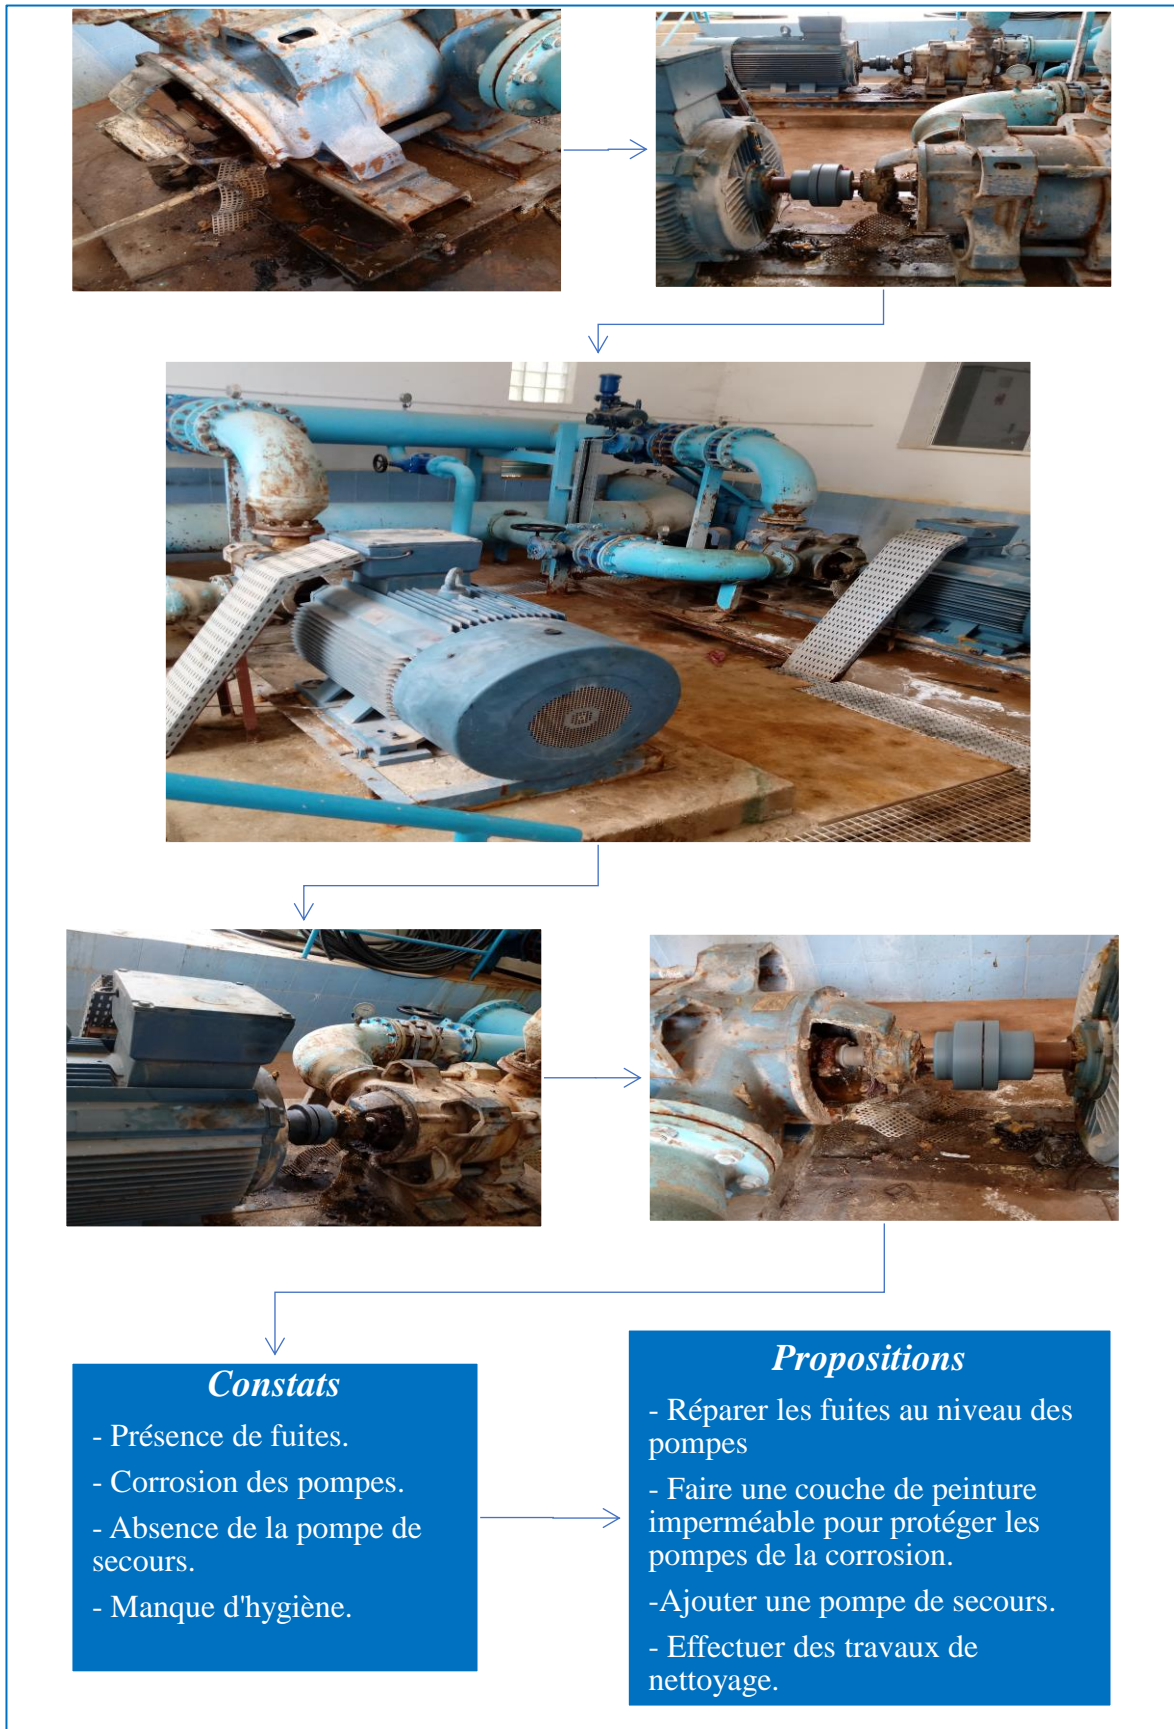 Constats
- Présence de fuites.
- Corrosion des pompes.
- Absence de la pompe de
secours.
- Manque d'hygiène.
Propositions
- Réparer les fuites au niveau des
pompes
- Faire une couche de peinture
imperméable pour protéger les
pompes de la corrosion.
-Ajouter une pompe de secours.
- Effectuer des travaux de
nettoyage.